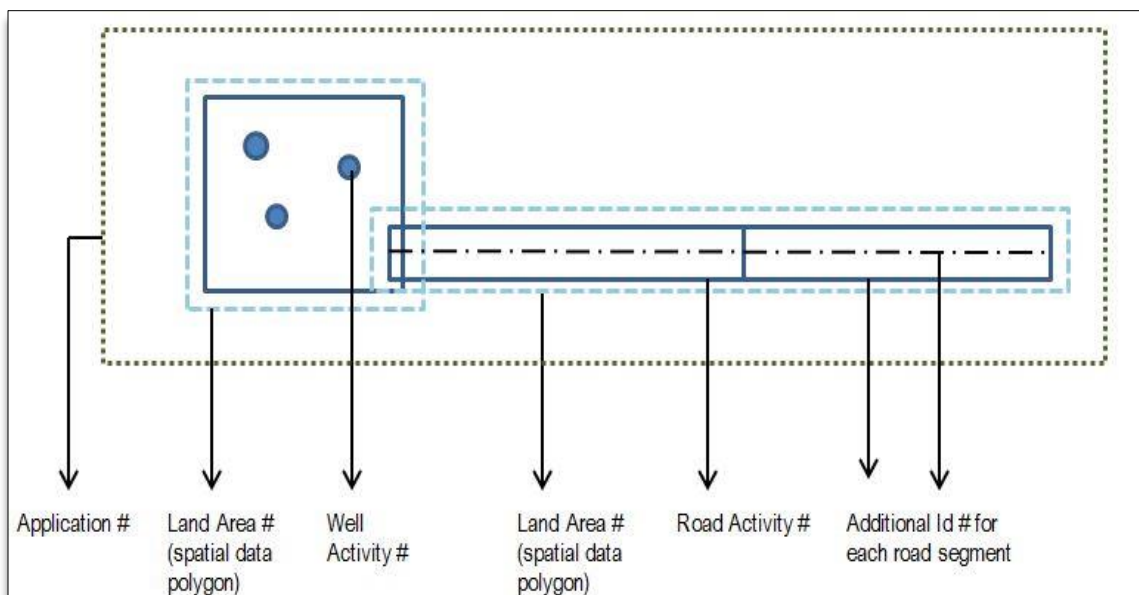 Application #
Land Area #
(spatial data
polygon)
Well
Activity #
Land Area #
(spatial data
polygon)
Road Activity #
Additional Id # for
each road segment